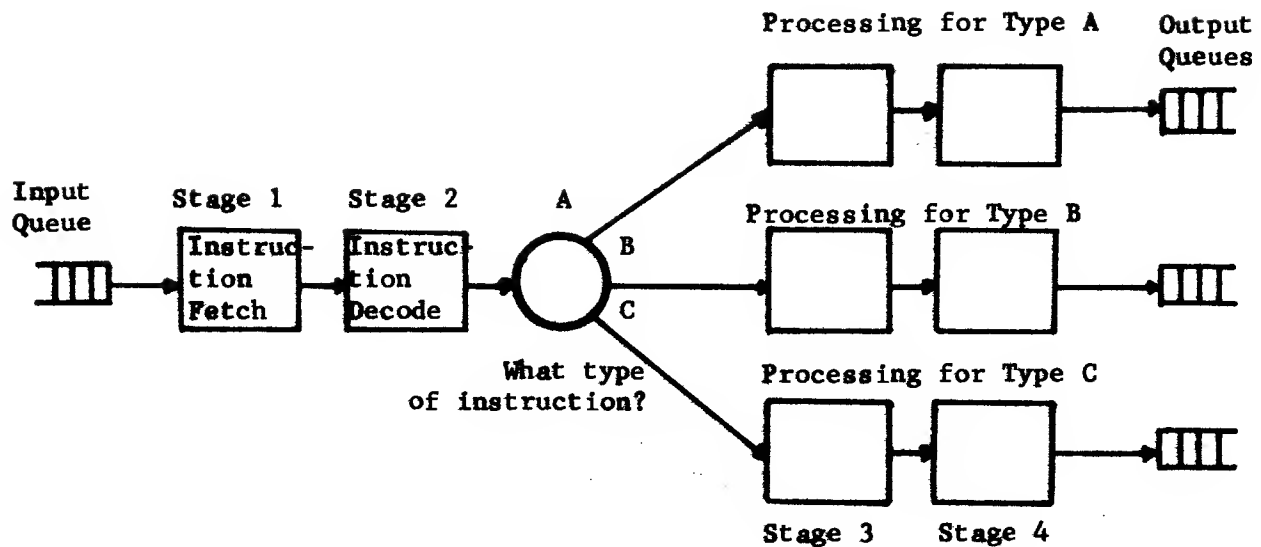 Processing for Type A
Output
Queues
Input
Queue
Stage 1
Stage 2
Instruc-
tion
Fetch
Instruc-
tion
Decode
A
B
C
What type
of instruction?
Processing for Type B
Processing for Type C
Stage 3
Stage 4